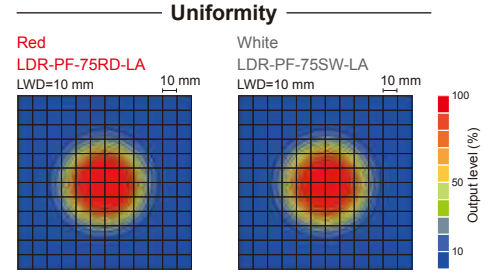 Uniformity
Red
LDR-PF-75RD-LA
LWD=10 mm
10 mm
White
LDR-PF-75SW-LA
LWD=10 mm
10 mm
100
50
10
Output level (%)